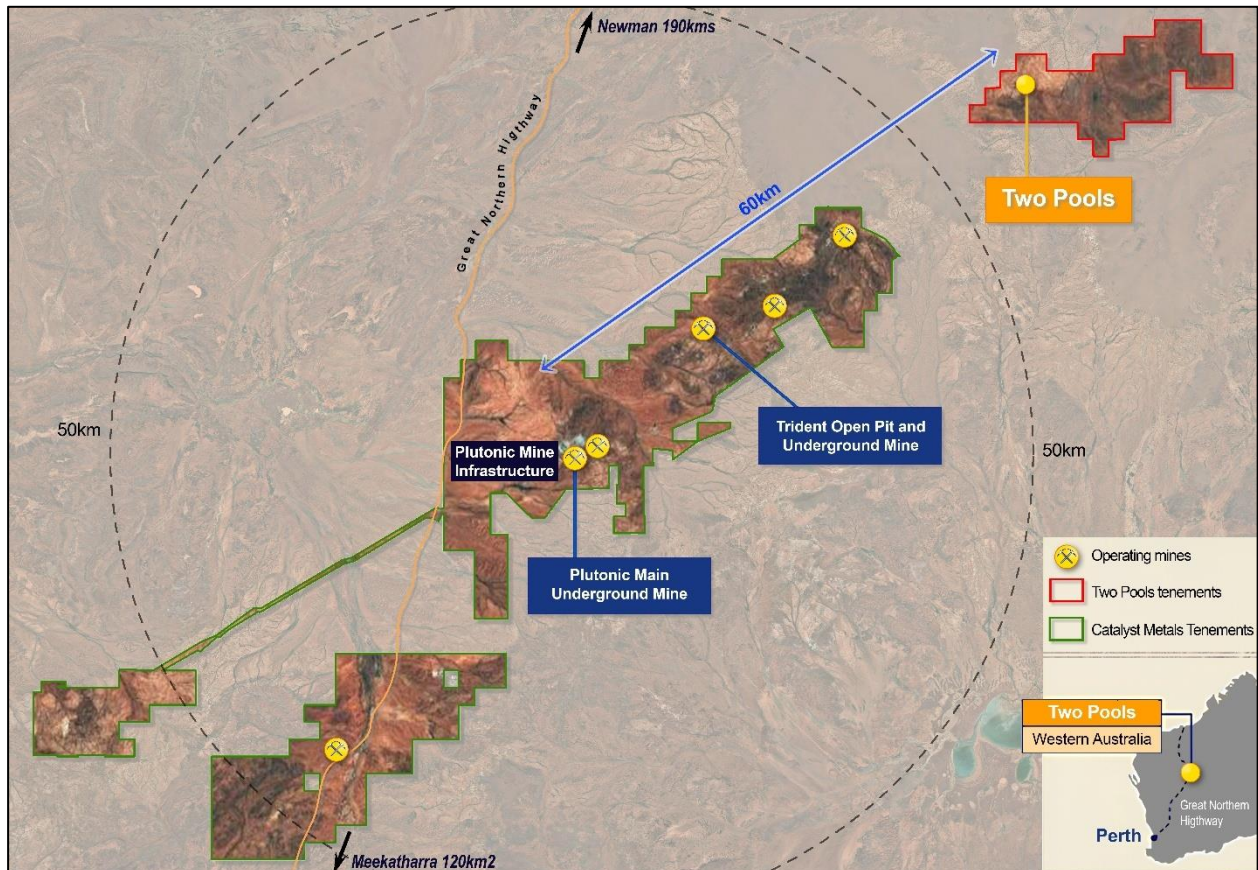 Newman 190kms
Great Northern Higthway
60km
Two Pools
50km
50km
Plutonic Mine
Infrastructure
Trident Open Pit and
Underground Mine
Plutonic Main
Underground Mine
Operating mines
Two Pools tenements
Catalyst Metals Tenements
Two Pools
Western Australia
Great Northern
Higthway
Perth
Meekatharra 120km2